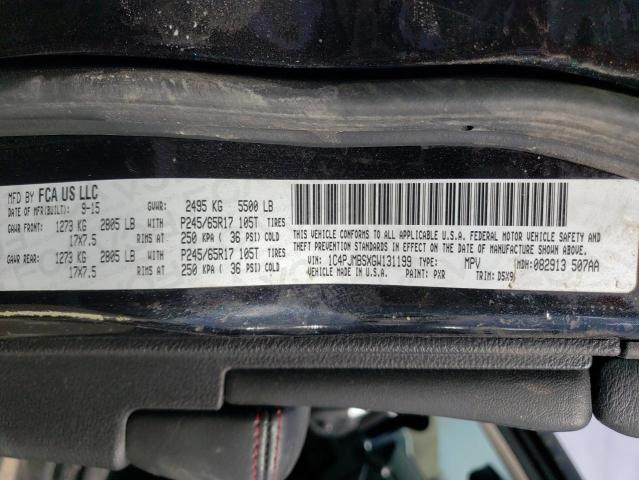 MFD BY FCA US LLC
DATE OF MFR(BUILT): 9-15 GVWR: 2495 KG 5500 LB
GAWR FRONT: 1273 KG 2805 LB WITH P245/65R17 105T TIRES
17X7.5 RIMS AT 250 KPA ( 36 PSI) COLD
GAWR REAR: 1273 KG 2805 LB WITH P245/65R17 105T TIRES
17X7.5 RIMS AT 250 KPA ( 36 PSI) COLD
THIS VEHICLE CONFORMS TO ALL APPLICABLE U.S.A. FEDERAL MOTOR VEHICLE SAFETY AND
THEFT PREVENTION STANDARDS IN EFFECT ON THE DATE OF MANUFACTURE SHOWN ABOVE.
VIN: 1C4PJMBSXGW131199 TYPE: MPV MDH: 082913 507AA
VEHICLE MADE IN U.S.A. PAINT: PXR TRIM: D5X9